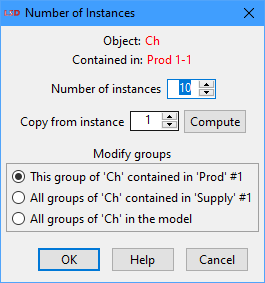 Number of Instances
Object: Ch
Contained in: Prod 1-1
Number of instances 10
Copy from instance 1 Compute
Modify groups
This group of 'Ch' contained in 'Prod' #1
All groups of 'Ch' contained in 'Supply' #1
All groups of 'Ch' in the model
OK Help Cancel